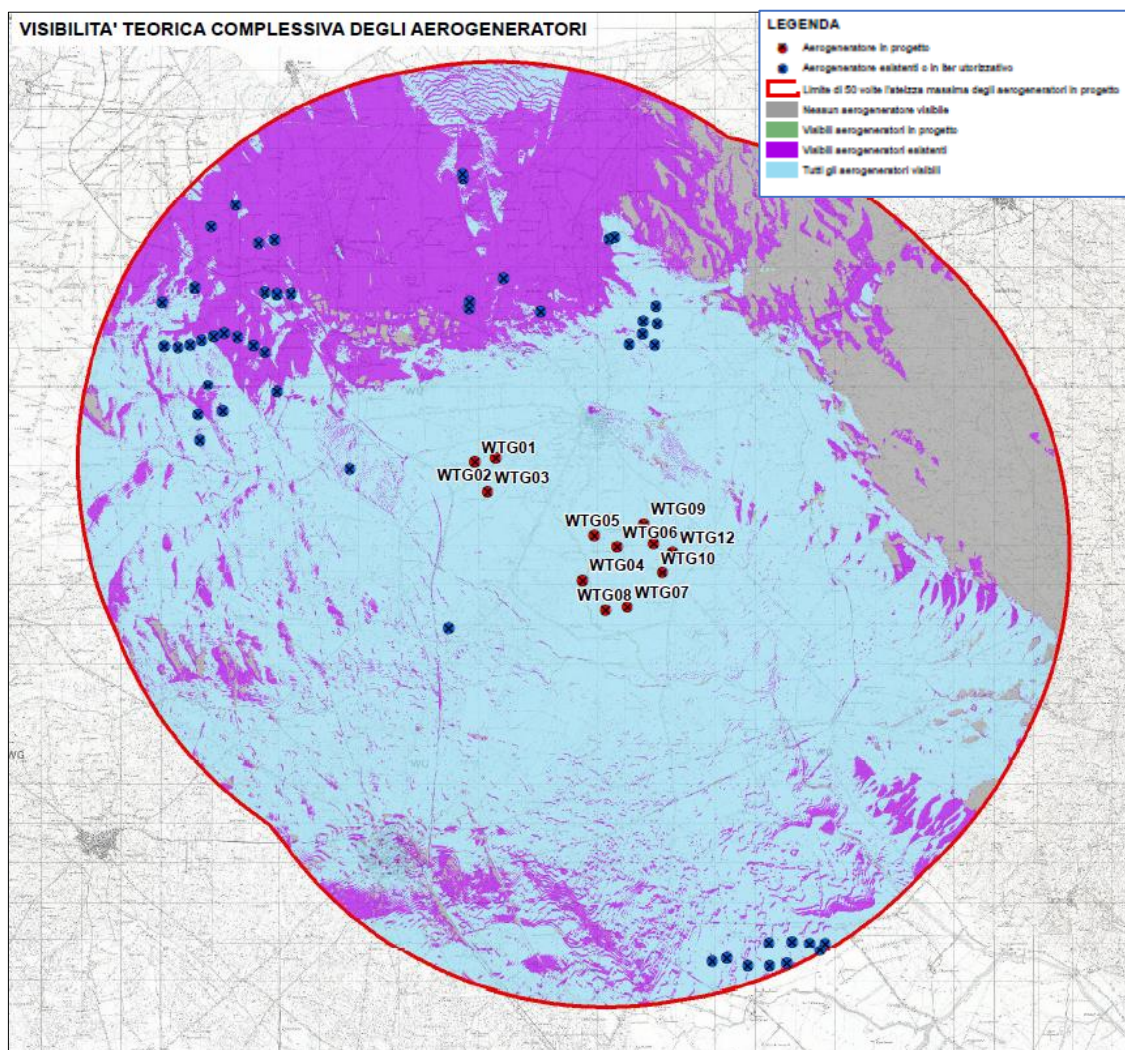 VISIBILITA' TEORICA COMPLESSIVA DEGLI AEROGENERATORI
LEGENDA
Aerogeneratore in progetto
Aerogeneratore esistenti o in iter utorizzativo
Limite di 50 volte l'atezza massima degli aerogeneratori in progetto
Nessun aerogeneratore visibile
Visibili aerogeneratori in progetto
Visibili aerogeneratori esistenti
Tutti gli aerogeneratori visibili
WTG01
WTG02 WTG03
WTG09
WTG05
WTG06
WTG12
WTG10
WTG04
WTG08 WTG07